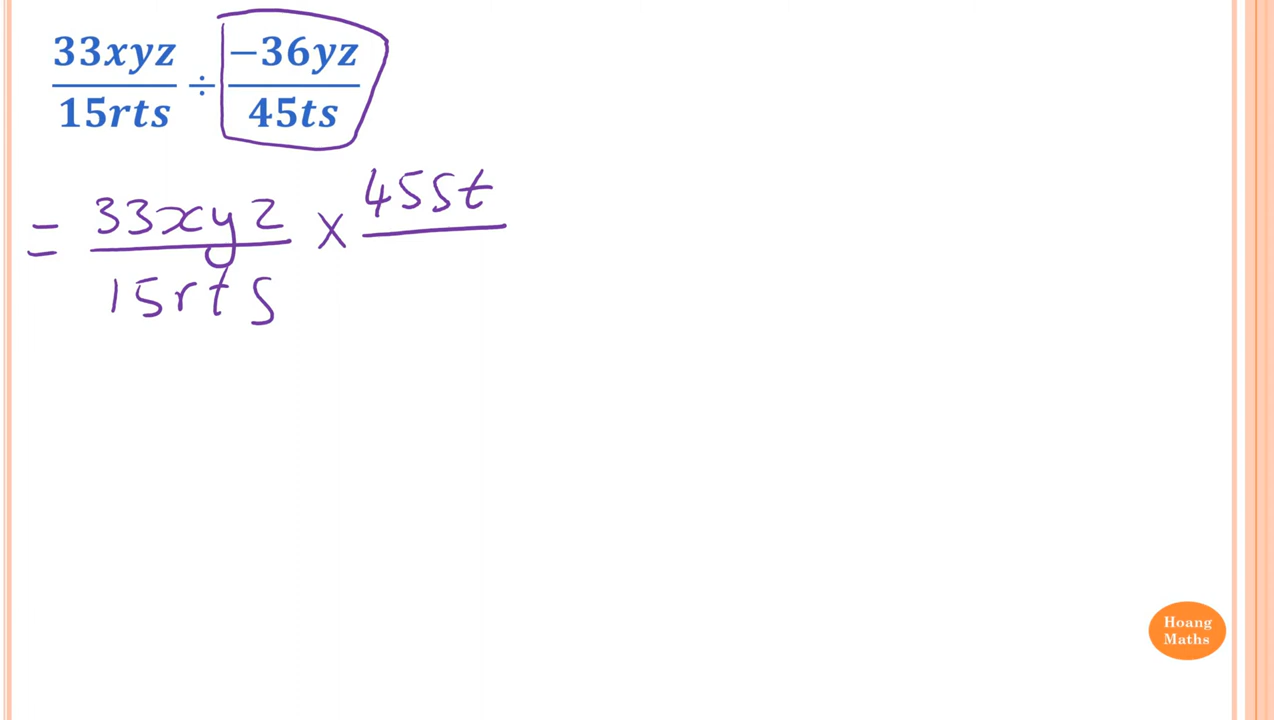 33xyz
15rts
÷
−36yz
45ts
= 33xyz
15rts
×
45st
Hoang
Maths